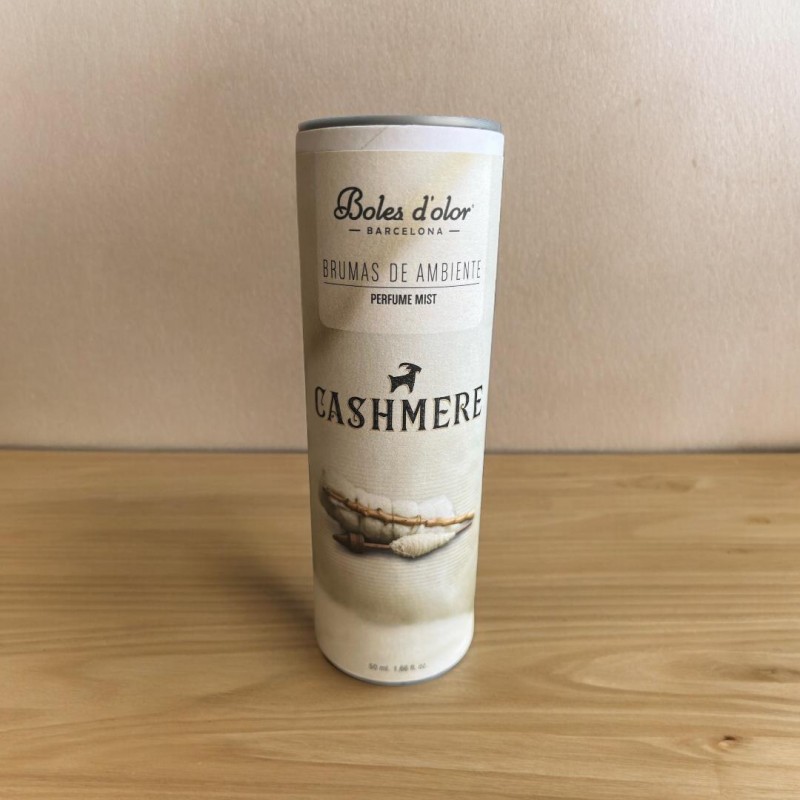 Boles d'olor
— BARCELONA —
BRUMAS DE AMBIENTE
PERFUME MIST
CASHMERE
50 ml. 1.66 fl. oz